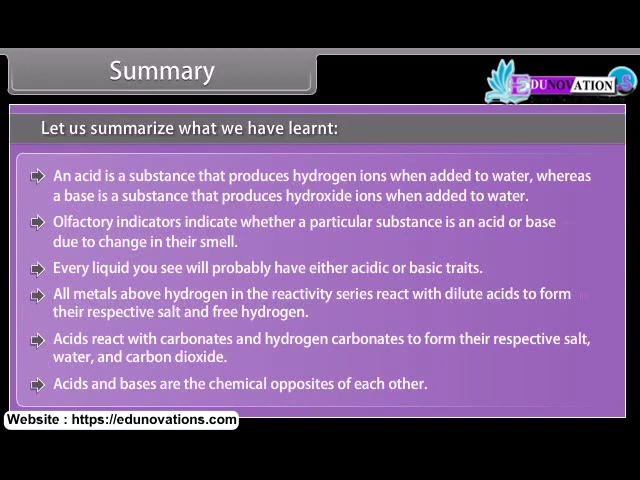 Summary
EDUNOVATIONS
Let us summarize what we have learnt:
An acid is a substance that produces hydrogen ions when added to water, whereas
a base is a substance that produces hydroxide ions when added to water.
Olfactory indicators indicate whether a particular substance is an acid or base
due to change in their smell.
Every liquid you see will probably have either acidic or basic traits.
All metals above hydrogen in the reactivity series react with dilute acids to form
their respective salt and free hydrogen.
Acids react with carbonates and hydrogen carbonates to form their respective salt,
water, and carbon dioxide.
Acids and bases are the chemical opposites of each other.
Website : https://edunovations.com/